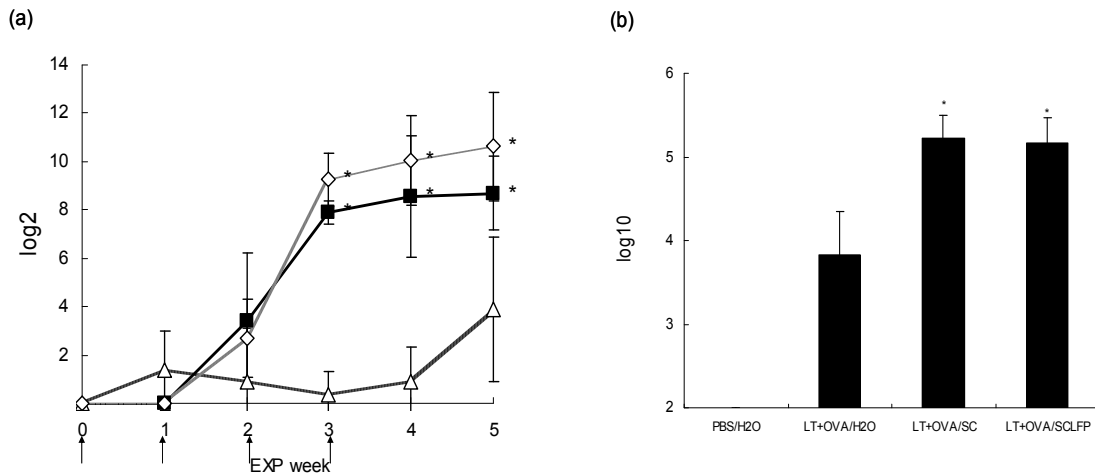 (a)
14
12
10
8
6
4
2
log2
* * *
* * *
0 1 2 3 4 5
EXP week
(b)
6
5
4
3
2
log10
* *
PBS/H2O LT+OVA/H2O LT+OVA/SC LT+OVA/SCLFP